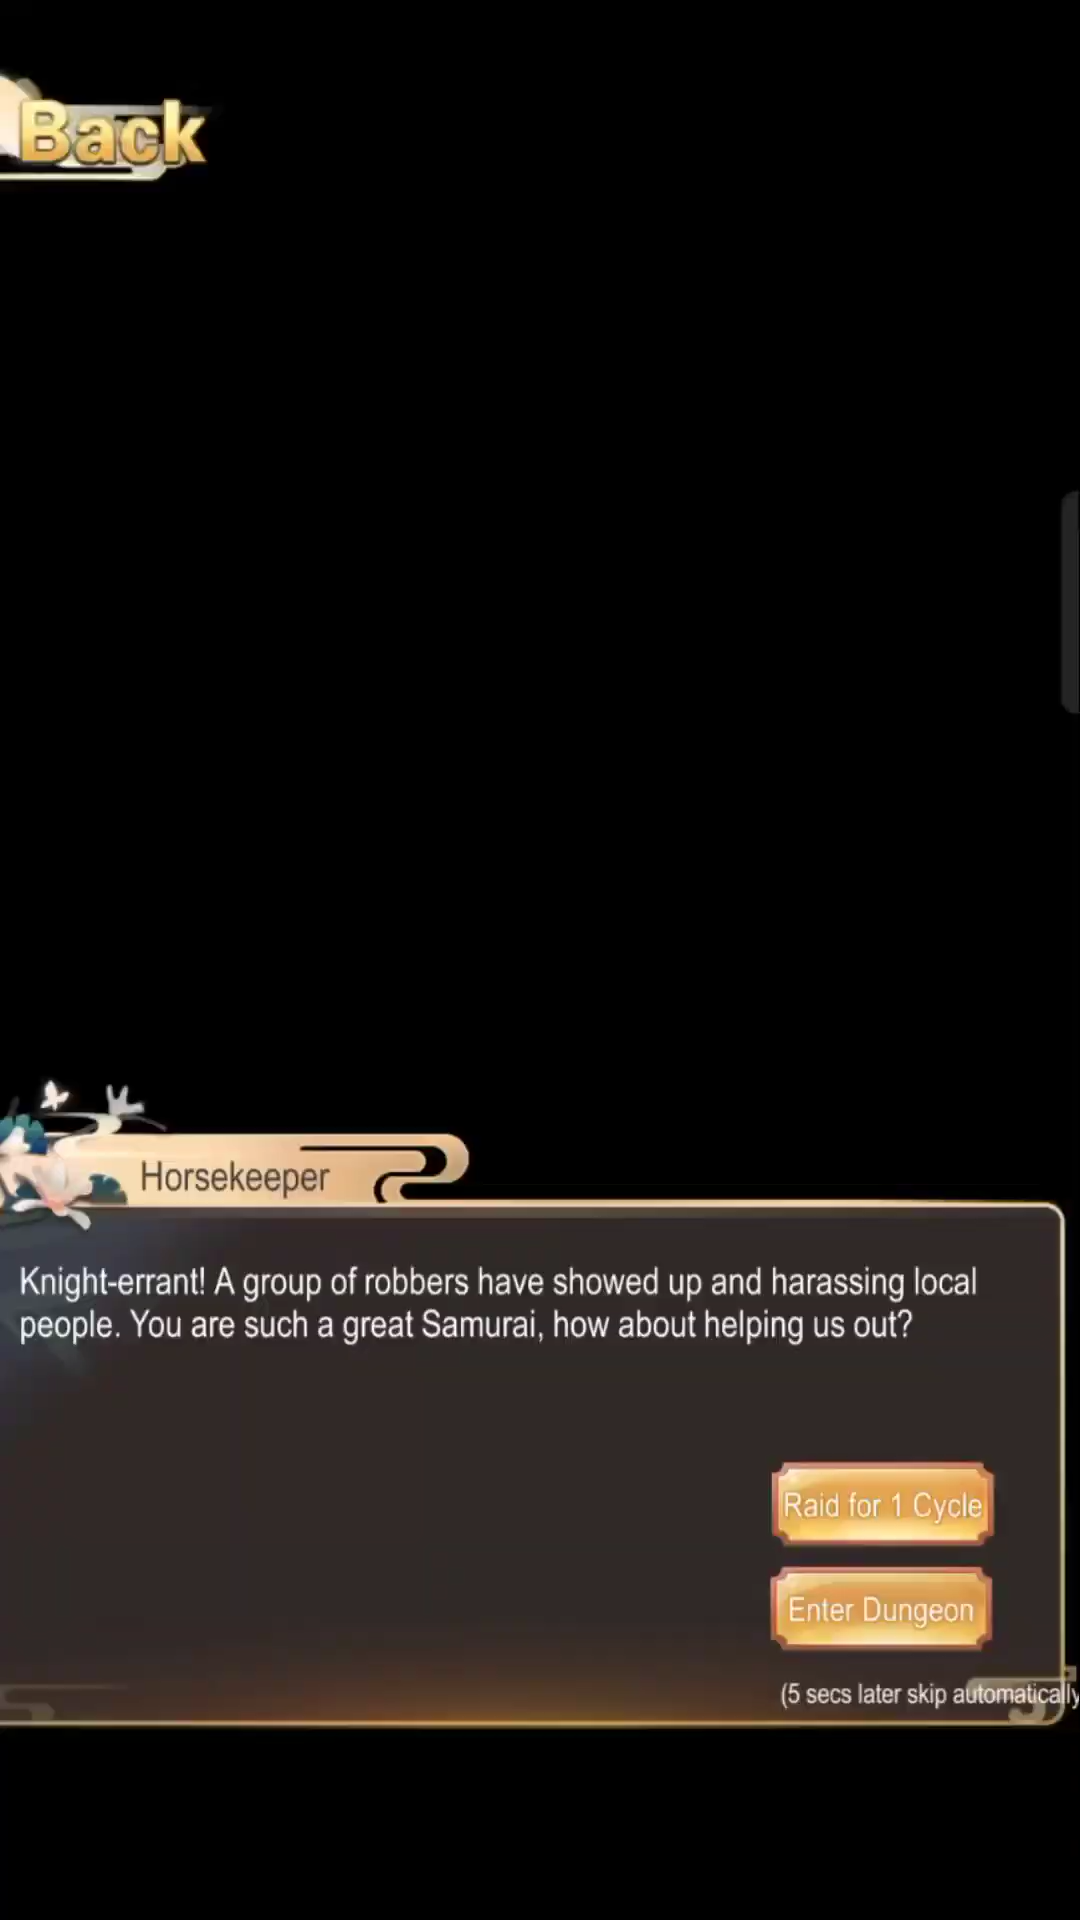 Back
Horsekeeper
Knight-errant! A group of robbers have showed up and harassing local
people. You are such a great Samurai, how about helping us out?
Raid for 1 Cycle
Enter Dungeon
(5 secs later skip automatically